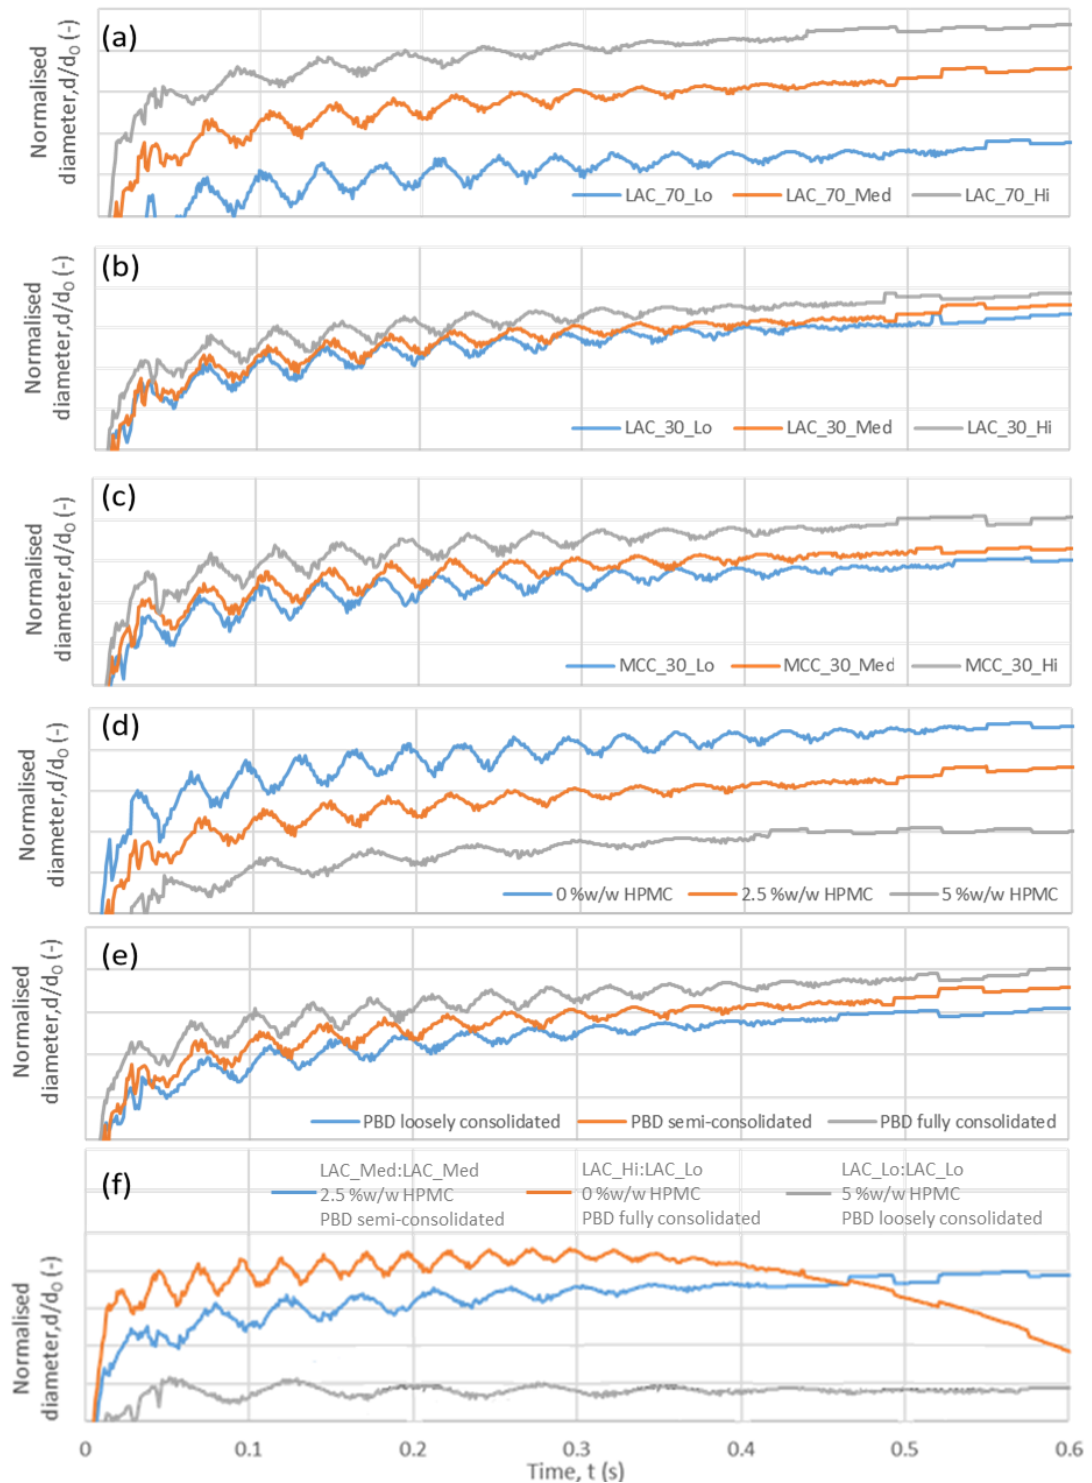 (a)
Normalised
diameter,d/d₀ (-)
LAC_70_Lo LAC_70_Med LAC_70_Hi
(b)
Normalised
diameter,d/d₀ (-)
LAC_30_Lo LAC_30_Med LAC_30_Hi
(c)
Normalised
diameter,d/d₀ (-)
MCC_30_Lo MCC_30_Med MCC_30_Hi
(d)
Normalised
diameter,d/d₀ (-)
0 %w/w HPMC 2.5 %w/w HPMC 5 %w/w HPMC
(e)
Normalised
diameter,d/d₀ (-)
PBD loosely consolidated PBD semi-consolidated PBD fully consolidated
(f)
LAC_Med:LAC_Med LAC_Hi:LAC_Lo LAC_Lo:LAC_Lo
2.5 %w/w HPMC 0 %w/w HPMC 5 %w/w HPMC
PBD semi-consolidated PBD fully consolidated PBD loosely consolidated
Normalised
diameter,d/d₀ (-)
0 0.1 0.2 0.3 0.4 0.5 0.6
Time, t (s)